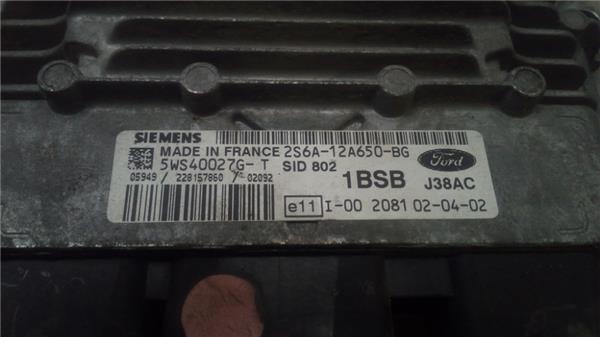 SIEMENS
MADE IN FRANCE 2S6A-12A650-BG
5WS40027G-T SID 802
Ford
05949 / 228157860 / 02092
1BSB J38AC
e11 I-00 2081 02-04-02